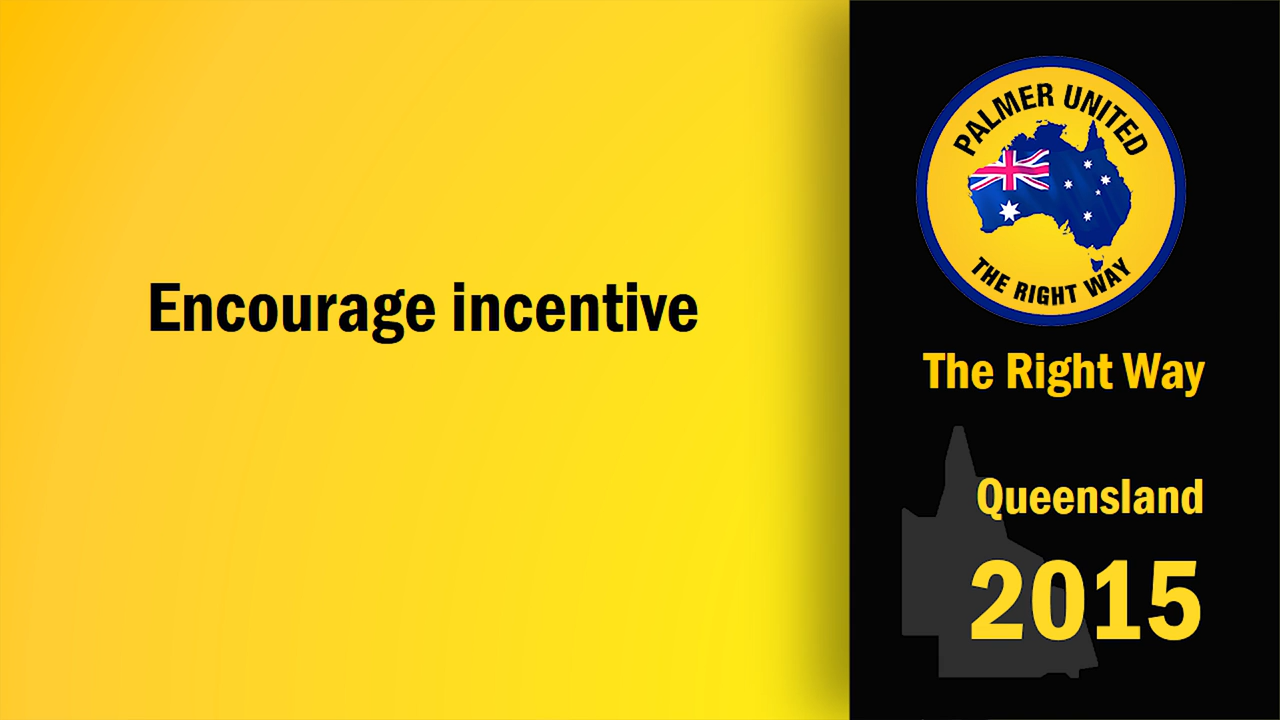 Encourage incentive
PALMER UNITED
THE RIGHT WAY
The Right Way
Queensland
2015